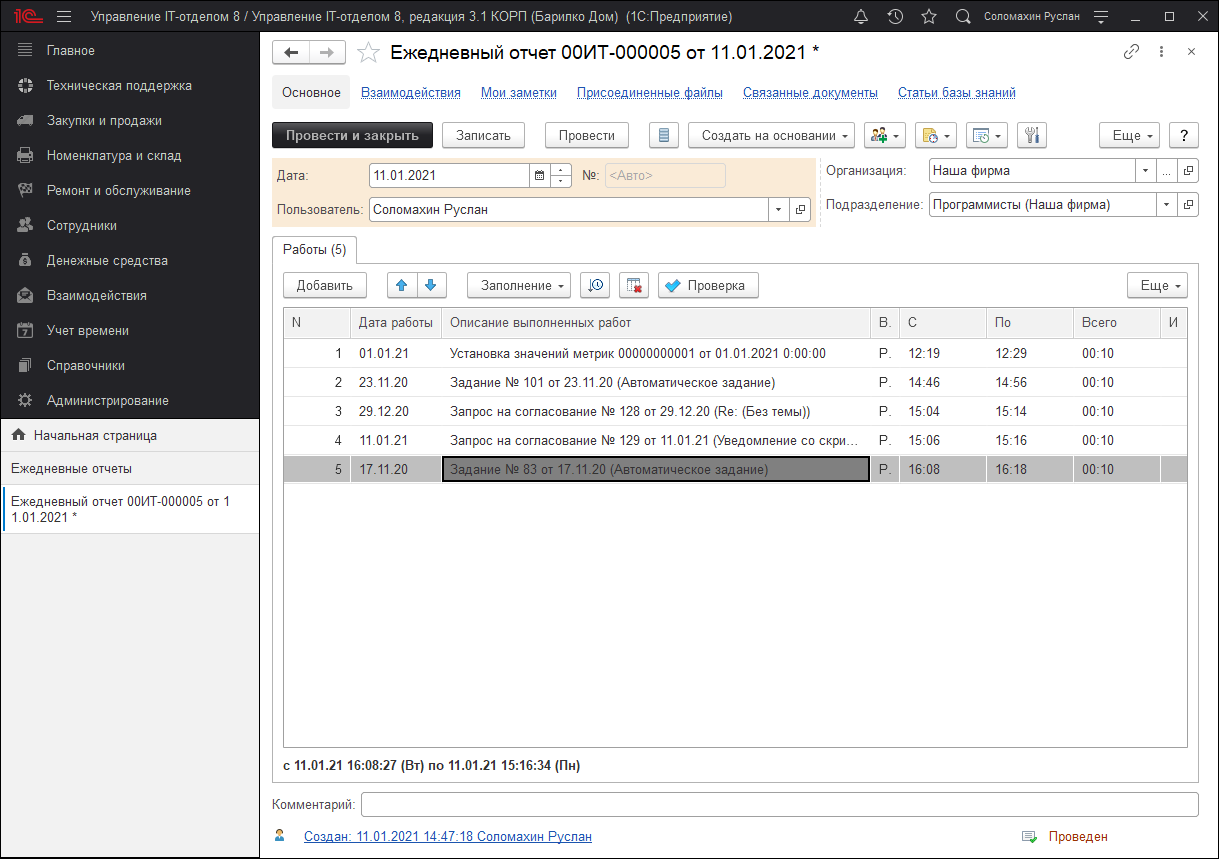 1С Управление IT-отделом 8 / Управление IT-отделом 8, редакция 3.1 КОРП (Барилко Дом) (1С:Предприятие) Соломахин Руслан
Главное
Техническая поддержка
Закупки и продажи
Номенклатура и склад
Ремонт и обслуживание
Сотрудники
Денежные средства
Взаимодействия
Учет времени
Справочники
Администрирование
Начальная страница
Ежедневные отчеты
Ежедневный отчет 00ИТ-000005 от 1
1.01.2021 *
Ежедневный отчет 00ИТ-000005 от 11.01.2021 *
Основное Взаимодействия Мои заметки Присоединенные файлы Связанные документы Статьи базы знаний
Провести и закрыть Записать Провести Создать на основании Еще ?
Дата: 11.01.2021 №: <Авто> Организация: Наша фирма ...
Пользователь: Соломахин Руслан Подразделение: Программисты (Наша фирма)
Работы (5)
Добавить Заполнение Проверка Еще
N Дата работы Описание выполненных работ В. С По Всего И
1 01.01.21 Установка значений метрик 00000000001 от 01.01.2021 0:00:00 Р. 12:19 12:29 00:10
2 23.11.20 Задание № 101 от 23.11.20 (Автоматическое задание) Р. 14:46 14:56 00:10
3 29.12.20 Запрос на согласование № 128 от 29.12.20 (Re: (Без темы)) Р. 15:04 15:14 00:10
4 11.01.21 Запрос на согласование № 129 от 11.01.21 (Уведомление со скри... Р. 15:06 15:16 00:10
5 17.11.20 Задание № 83 от 17.11.20 (Автоматическое задание) Р. 16:08 16:18 00:10
с 11.01.21 16:08:27 (Вт) по 11.01.21 15:16:34 (Пн)
Комментарий:
Создан: 11.01.2021 14:47:18 Соломахин Руслан Проведен